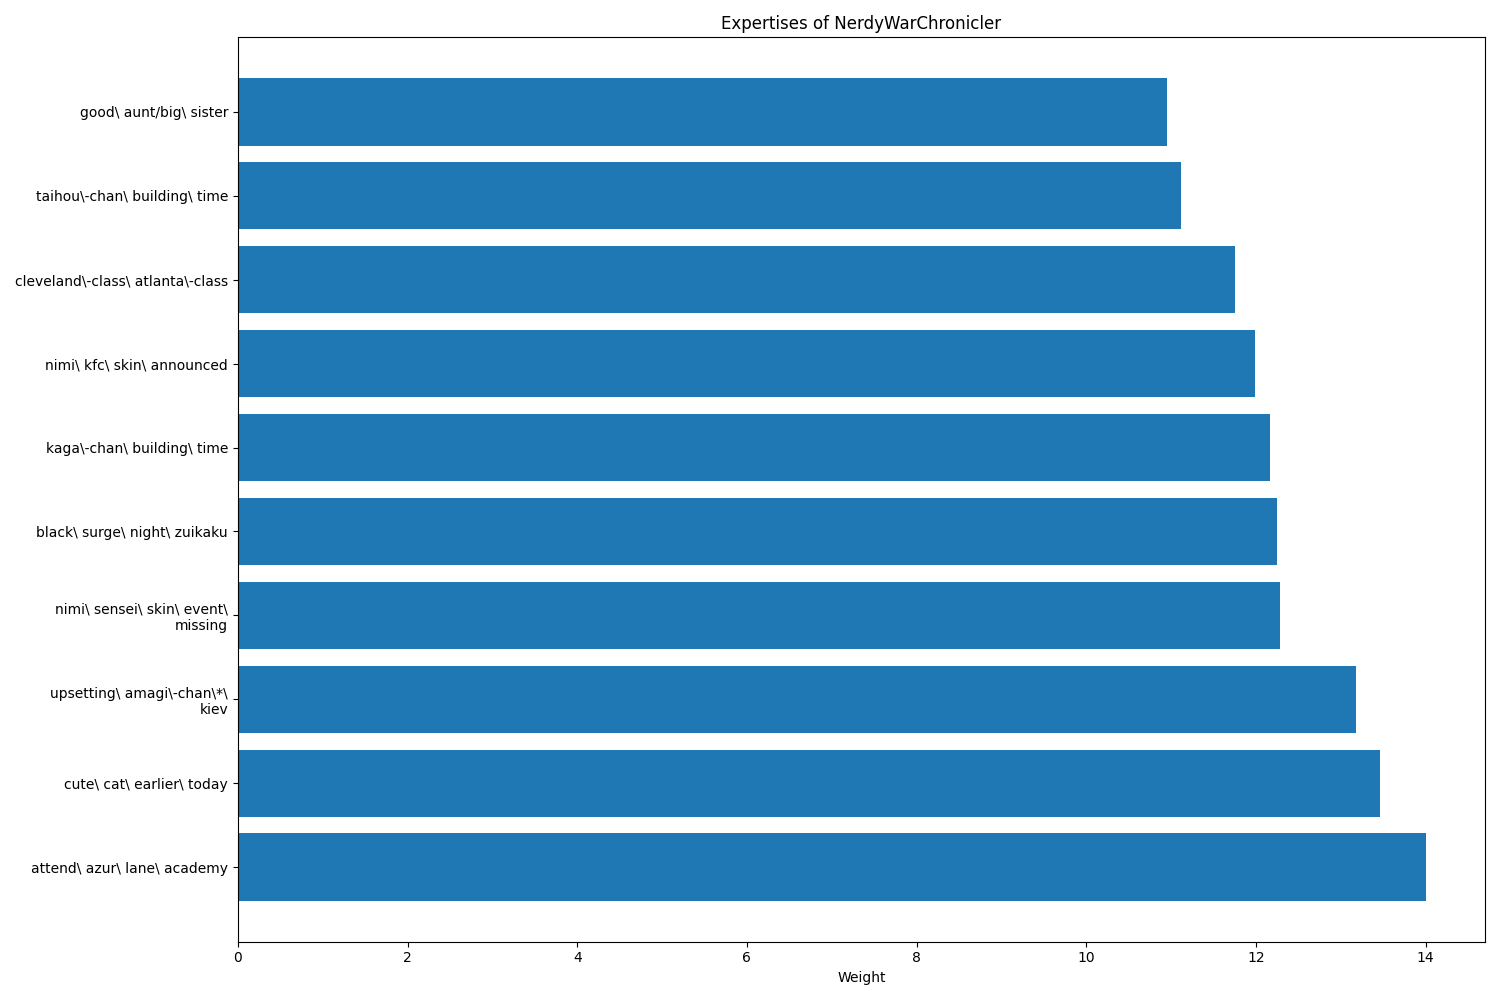 Expertises of NerdyWarChronicler
good\ aunt/big\ sister
taihou\-chan\ building\ time
cleveland\-class\ atlanta\-class
nimi\ kfc\ skin\ announced
kaga\-chan\ building\ time
black\ surge\ night\ zuikaku
nimi\ sensei\ skin\ event\
missing
upsetting\ amagi\-chan\*\
kiev
cute\ cat\ earlier\ today
attend\ azur\ lane\ academy
0 2 4 6 8 10 12 14
Weight